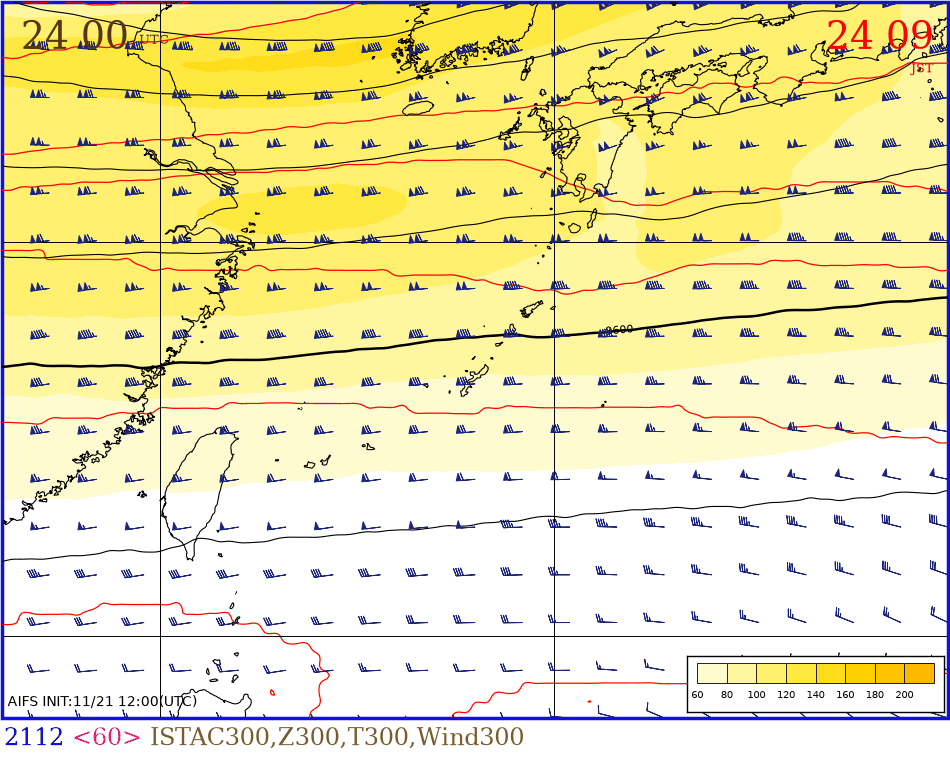 24 00 UTC
24 09
JST
9600
60 80 100 120 140 160 180 200
AIFS INIT:11/21 12:00(UTC)
2112 <60> ISTAC300,Z300,T300,Wind300